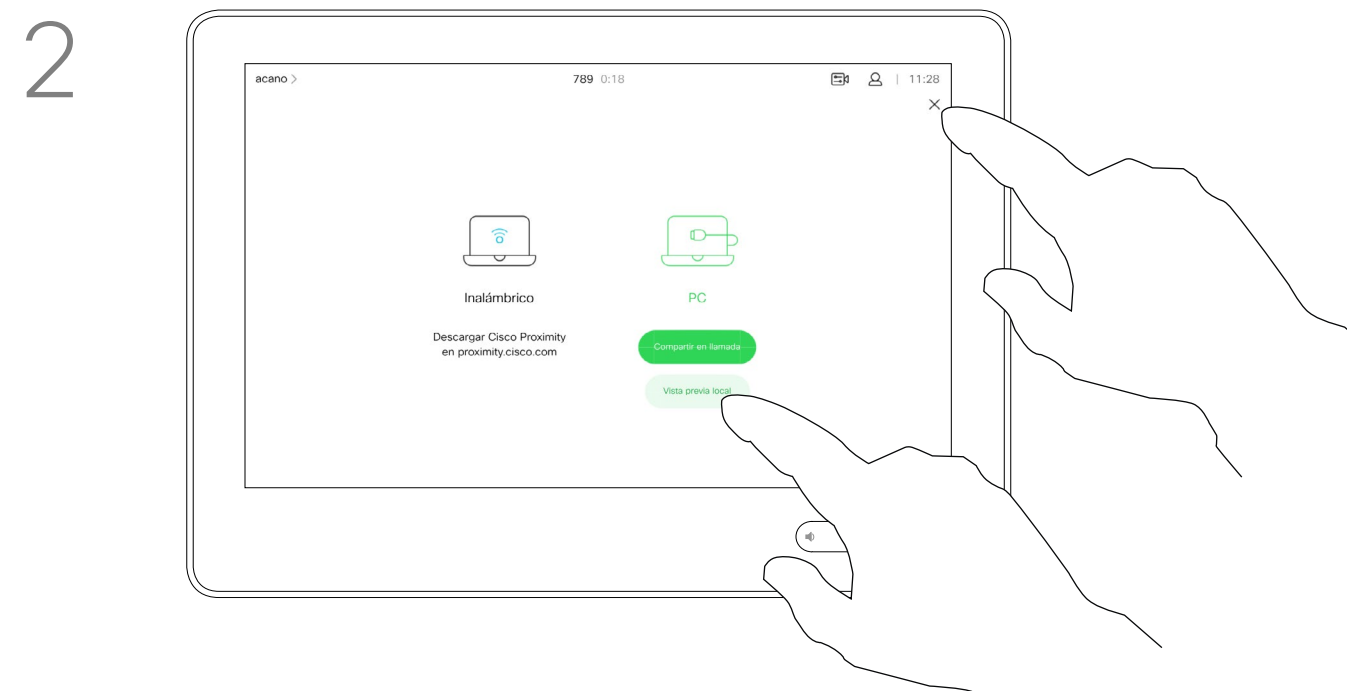 2
acano >
789 0:18
11:28
Inalámbrico
PC
Descargar Cisco Proximity
en proximity.cisco.com
Compartir en llamada
Vista previa local